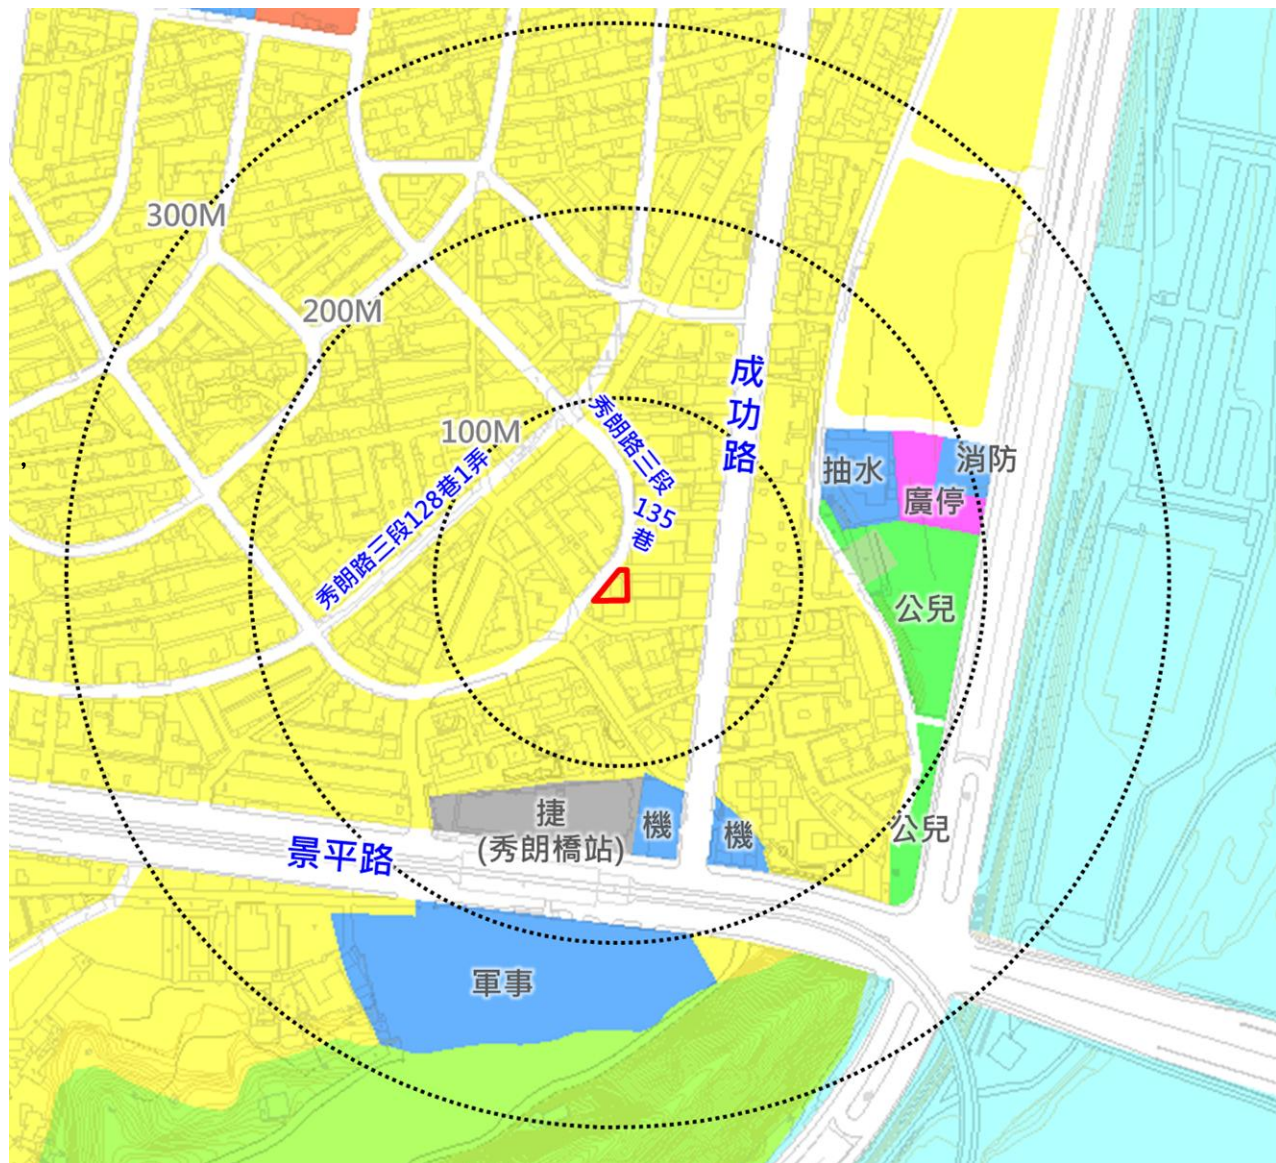 300M
200M
100M
成功路
秀朗路三段
135
巷
秀朗路三段128巷1弄
,
抽水
消防
廣停
公兒
公兒
捷
(秀朗橋站)
機
機
景平路
軍事